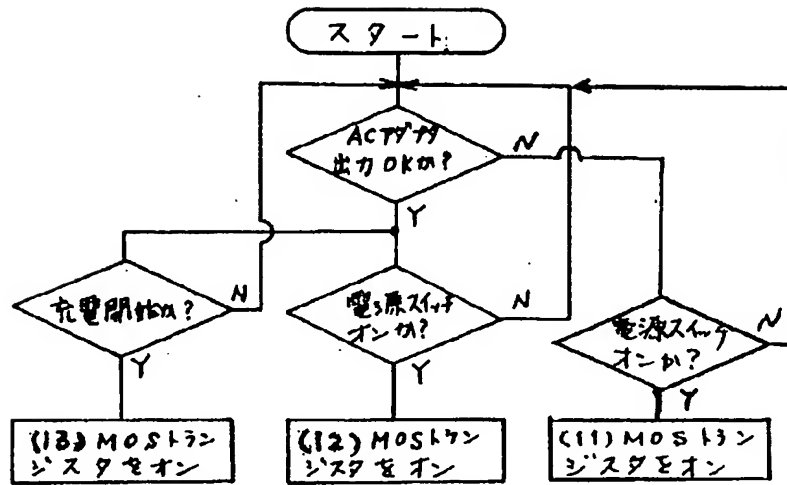 スタート
ACアダプタ
出力OKか?
N
Y
充電開始か?
N
Y
電源スイッチ
オンか?
N
Y
電源スイッチ
オンか?
N
Y
(13)MOSトラン
ジスタをオン
(12)MOSトラン
ジスタをオン
(11)MOSトラン
ジスタをオン